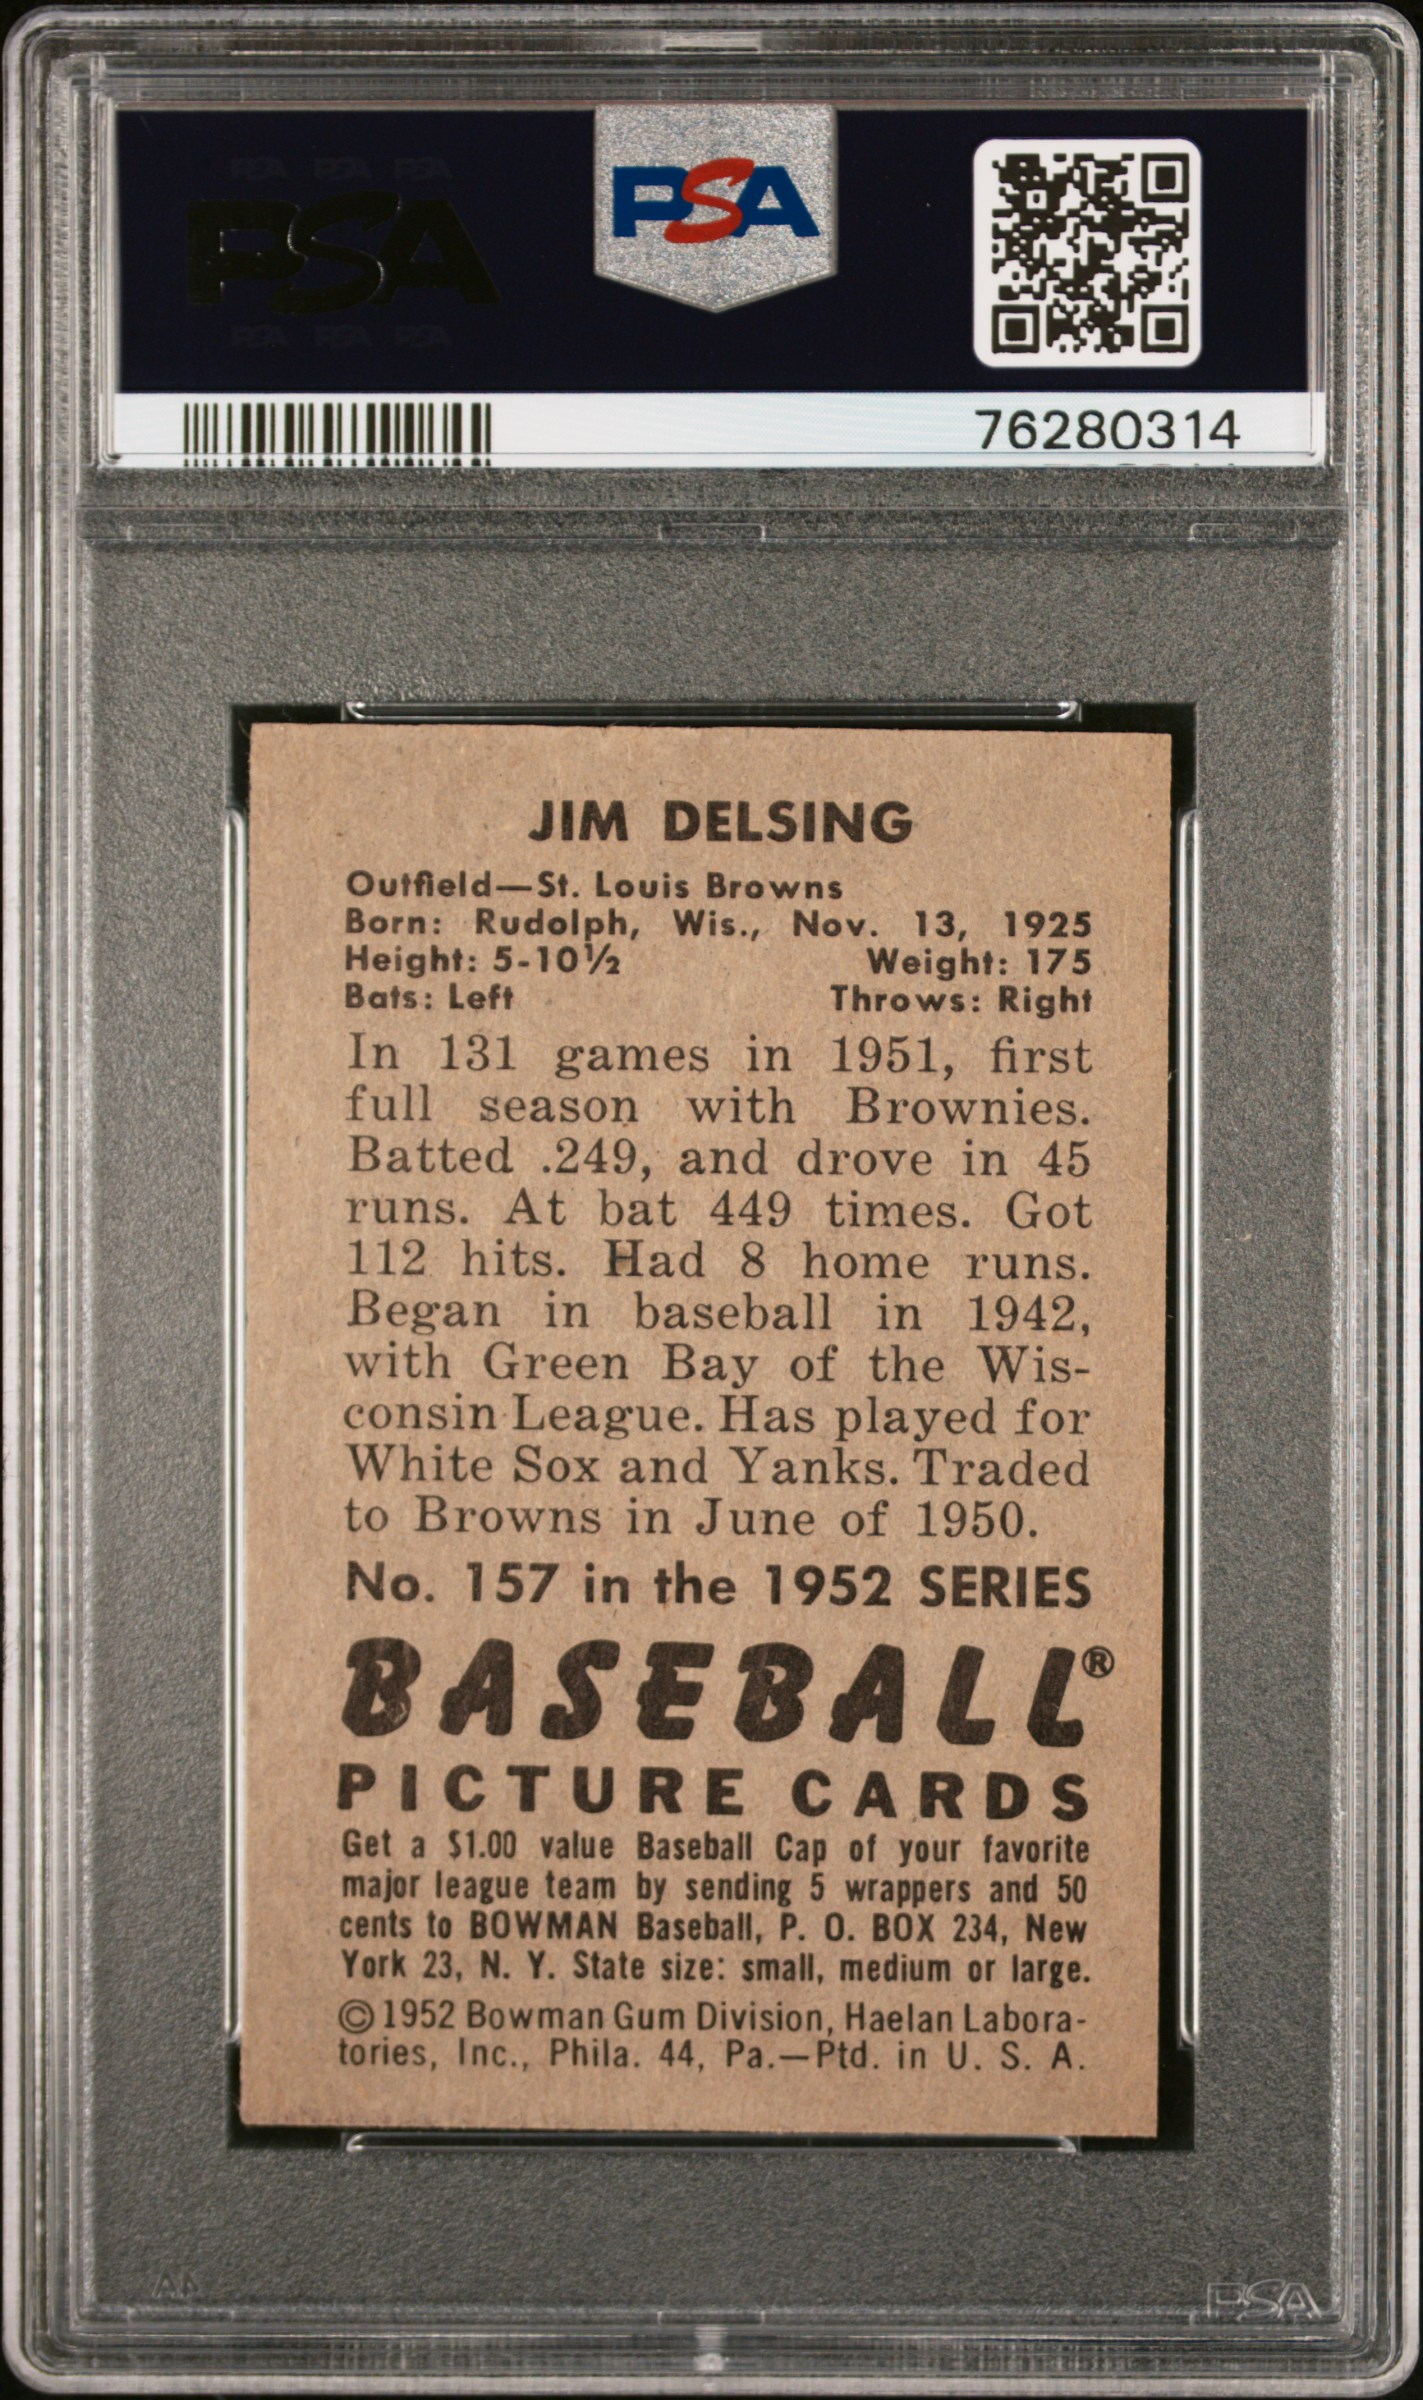 PSA PSA PSA
PSA
PSA PSA PSA
PSA
76280314
JIM DELSING
Outfield—St. Louis Browns
Born: Rudolph, Wis., Nov. 13, 1925
Height: 5-10½ Weight: 175
Bats: Left Throws: Right
In 131 games in 1951, first
full season with Brownies.
Batted .249, and drove in 45
runs. At bat 449 times. Got
112 hits. Had 8 home runs.
Began in baseball in 1942,
with Green Bay of the Wis-
consin League. Has played for
White Sox and Yanks. Traded
to Browns in June of 1950.
No. 157 in the 1952 SERIES
BASEBALL®
PICTURE CARDS
Get a $1.00 value Baseball Cap of your favorite
major league team by sending 5 wrappers and 50
cents to BOWMAN Baseball, P. O. BOX 234, New
York 23, N. Y. State size: small, medium or large.
©1952 Bowman Gum Division, Haelan Labora-
tories, Inc., Phila. 44, Pa.—Ptd. in U. S. A.
PSA